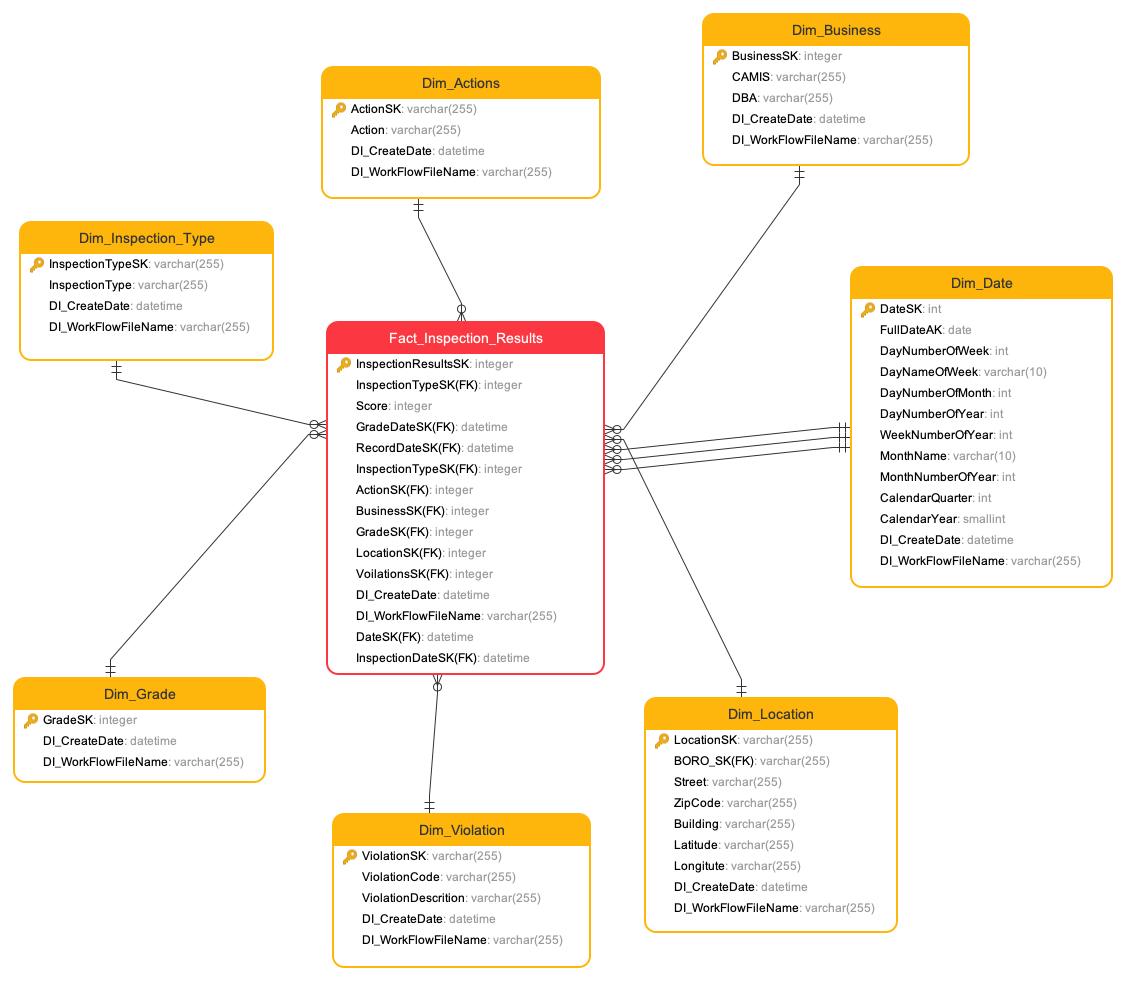 Dim_Business
BusinessSK: integer
CAMIS: varchar(255)
DBA: varchar(255)
DI_CreateDate: datetime
DI_WorkFlowFileName: varchar(255)
Dim_Actions
ActionSK: varchar(255)
Action: varchar(255)
DI_CreateDate: datetime
DI_WorkFlowFileName: varchar(255)
Dim_Inspection_Type
InspectionTypeSK: varchar(255)
InspectionType: varchar(255)
DI_CreateDate: datetime
DI_WorkFlowFileName: varchar(255)
Dim_Date
DateSK: int
FullDateAK: date
DayNumberOfWeek: int
DayNameOfWeek: varchar(10)
DayNumberOfMonth: int
DayNumberOfYear: int
WeekNumberOfYear: int
MonthName: varchar(10)
MonthNumberOfYear: int
CalendarQuarter: int
CalendarYear: smallint
DI_CreateDate: datetime
DI_WorkFlowFileName: varchar(255)
Fact_Inspection_Results
InspectionResultsSK: integer
InspectionTypeSK(FK): integer
Score: integer
GradeDateSK(FK): datetime
RecordDateSK(FK): datetime
InspectionTypeSK(FK): integer
ActionSK(FK): integer
BusinessSK(FK): integer
GradeSK(FK): integer
LocationSK(FK): integer
VoilationsSK(FK): integer
DI_CreateDate: datetime
DI_WorkFlowFileName: varchar(255)
DateSK(FK): datetime
InspectionDateSK(FK): datetime
Dim_Grade
GradeSK: integer
DI_CreateDate: datetime
DI_WorkFlowFileName: varchar(255)
Dim_Location
LocationSK: varchar(255)
BORO_SK(FK): varchar(255)
Street: varchar(255)
ZipCode: varchar(255)
Building: varchar(255)
Latitude: varchar(255)
Longitute: varchar(255)
DI_CreateDate: datetime
DI_WorkFlowFileName: varchar(255)
Dim_Violation
ViolationSK: varchar(255)
ViolationCode: varchar(255)
ViolationDescrition: varchar(255)
DI_CreateDate: datetime
DI_WorkFlowFileName: varchar(255)